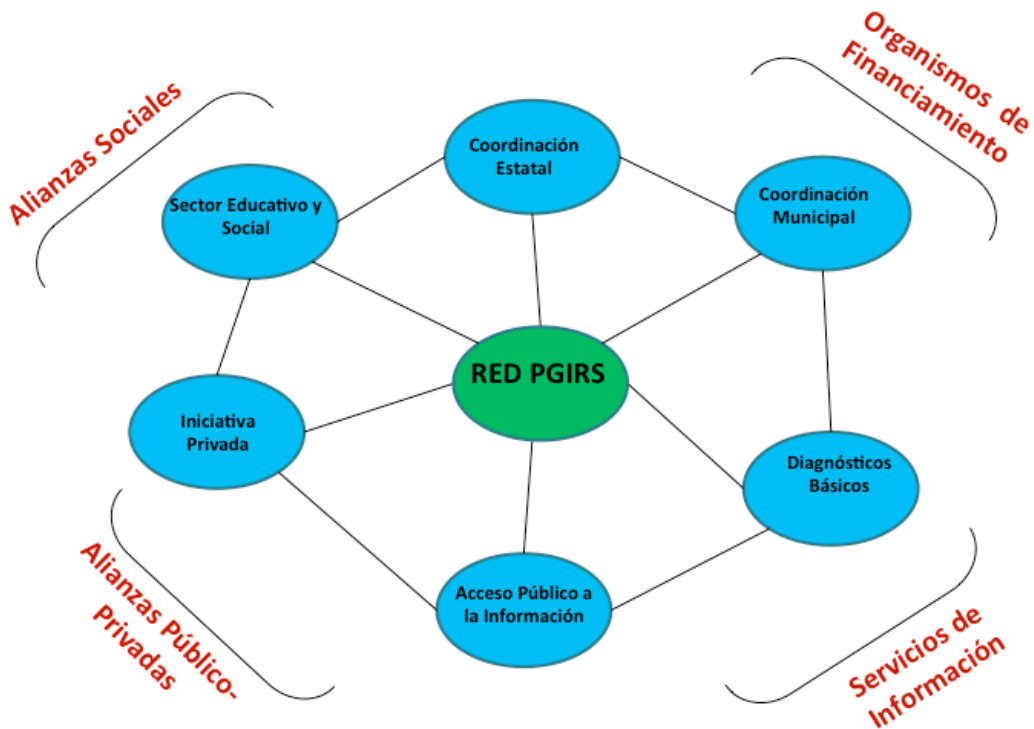 Alianzas Sociales
Organismos de
Financiamiento
Coordinación
Estatal
Sector Educativo y
Social
Coordinación
Municipal
RED PGIRS
Iniciativa
Privada
Diagnósticos
Básicos
Acceso Público a
la Información
Alianzas Público-
Privadas
Servicios de
Información